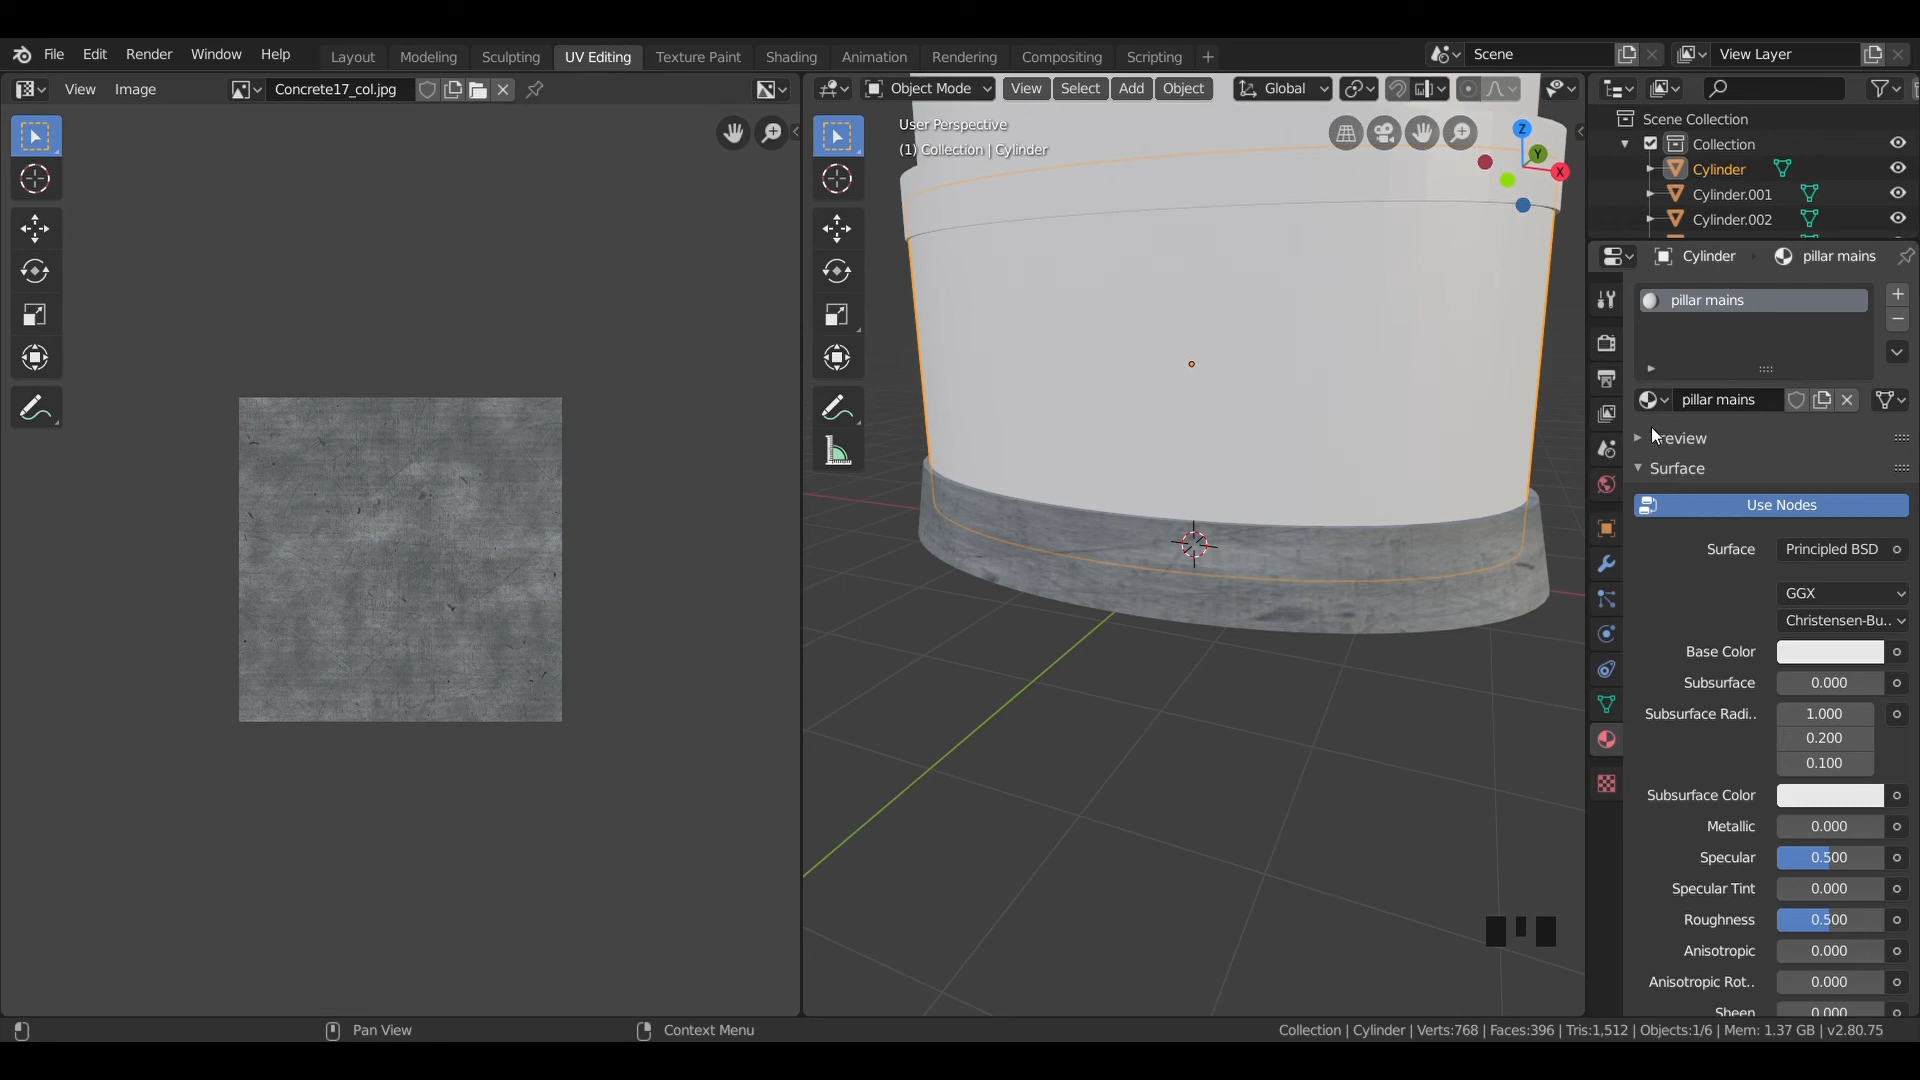 File Edit Render Window Help Layout Modeling Sculpting UV Editing Texture Paint Shading Animation Rendering Compositing Scripting + Scene View Layer
View Image Concrete17_col.jpg Object Mode View Select Add Object Global
User Perspective
(1) Collection | Cylinder
Z
Y
X
Scene Collection
Collection
Cylinder
Cylinder.001
Cylinder.002
Cylinder pillar mains
pillar mains
pillar mains
Preview
Surface
Use Nodes
Surface Principled BSD
GGX
Christensen-Bu..
Base Color
Subsurface 0.000
Subsurface Radi.. 1.000
0.200
0.100
Subsurface Color
Metallic 0.000
Specular 0.500
Specular Tint 0.000
Roughness 0.500
Anisotropic 0.000
Anisotropic Rot.. 0.000
Sheen 0.000
Pan View Context Menu Collection | Cylinder | Verts:768 | Faces:396 | Tris:1,512 | Objects:1/6 | Mem: 1.37 GB | v2.80.75